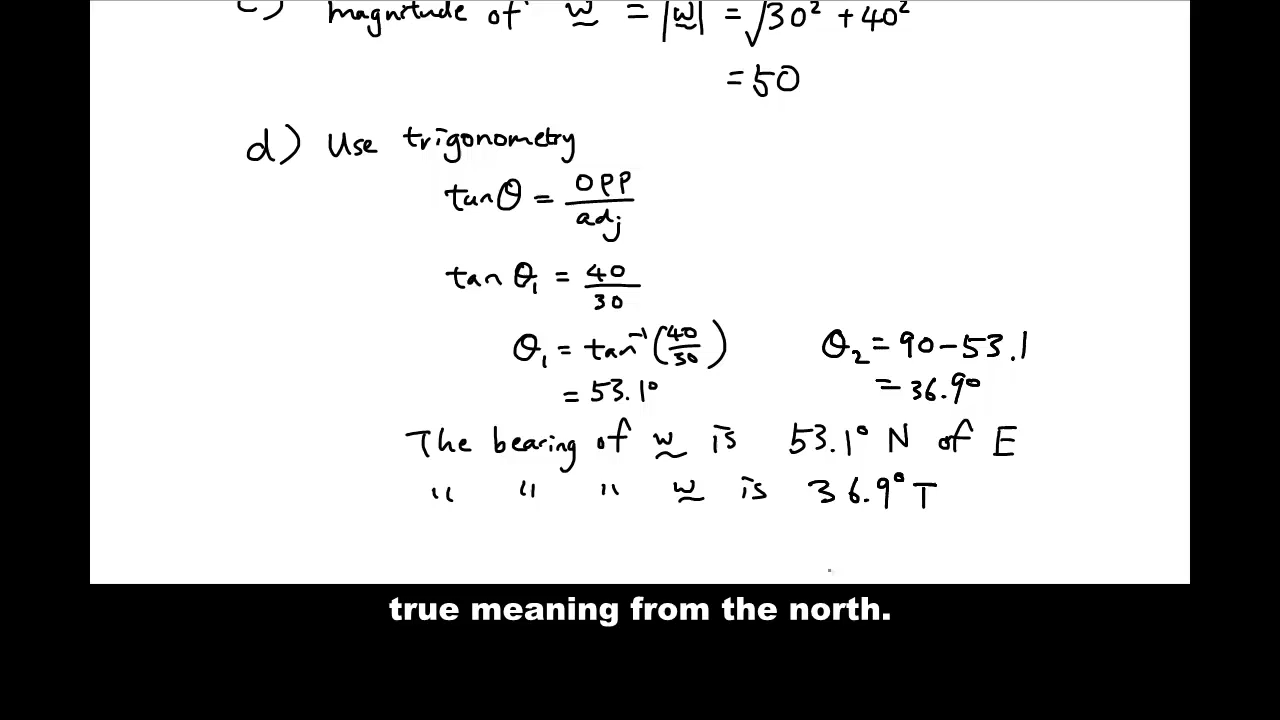 c) magnitude of w = |w| = √30² + 40²
= 50
d) Use trigonometry
tanθ = opp/adj
tan θ₁ = 40/30
θ₁ = tan⁻¹(40/30) θ₂ = 90 − 53.1
= 53.1° = 36.9°
The bearing of w is 53.1° N of E
" " " w is 36.9° T
true meaning from the north.